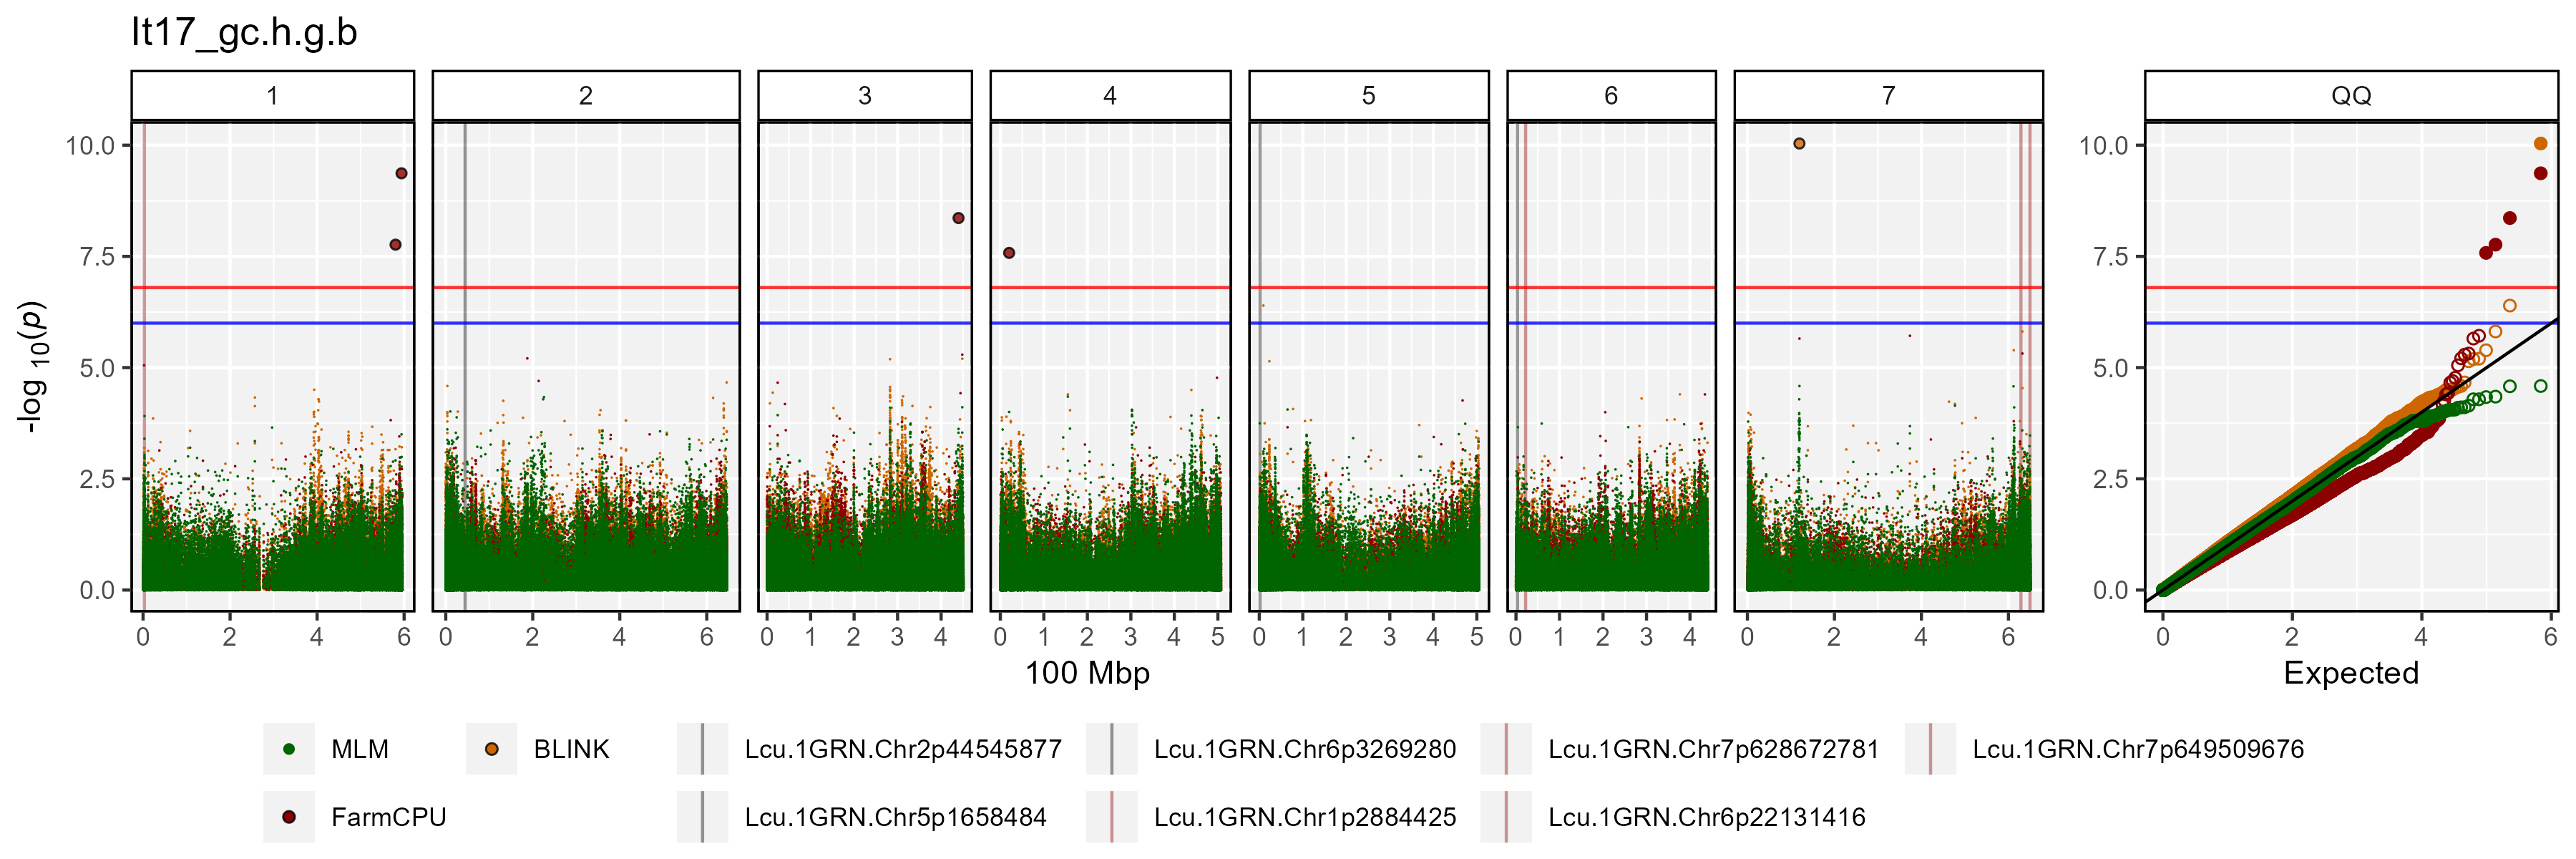 It17_gc.h.g.b
1 2 3 4 5 6 7 QQ
10.0 7.5 5.0 2.5 0.0
-log 10(p)
10.0 7.5 5.0 2.5 0.0
0 2 4 6 0 2 4 6 0 1 2 3 4 0 1 2 3 4 5 0 1 2 3 4 5 0 1 2 3 4 0 2 4 6 0 2 4 6
100 Mbp Expected
MLM BLINK Lcu.1GRN.Chr2p44545877 Lcu.1GRN.Chr6p3269280 Lcu.1GRN.Chr7p628672781 Lcu.1GRN.Chr7p649509676
FarmCPU Lcu.1GRN.Chr5p1658484 Lcu.1GRN.Chr1p2884425 Lcu.1GRN.Chr6p22131416